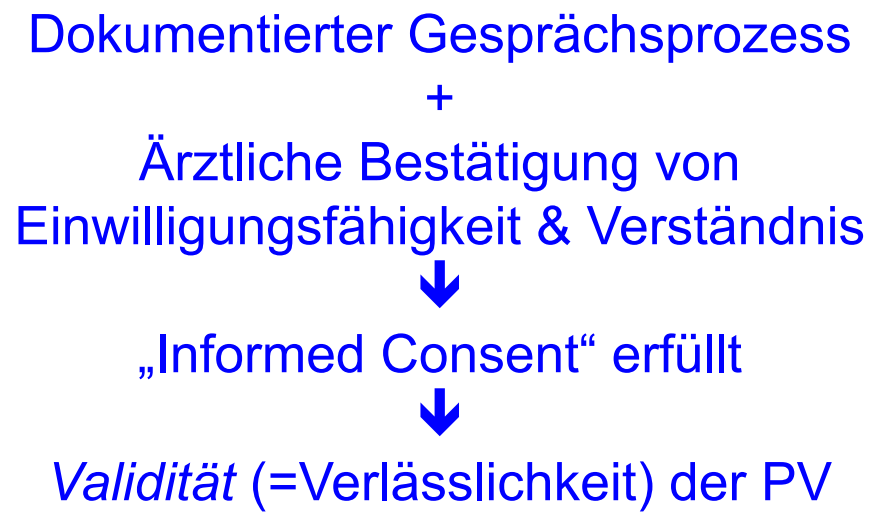 Dokumentierter Gesprächsprozess
+
Ärztliche Bestätigung von
Einwilligungsfähigkeit & Verständnis
🡻
„Informed Consent“ erfüllt
🡻
Validität (=Verlässlichkeit) der PV